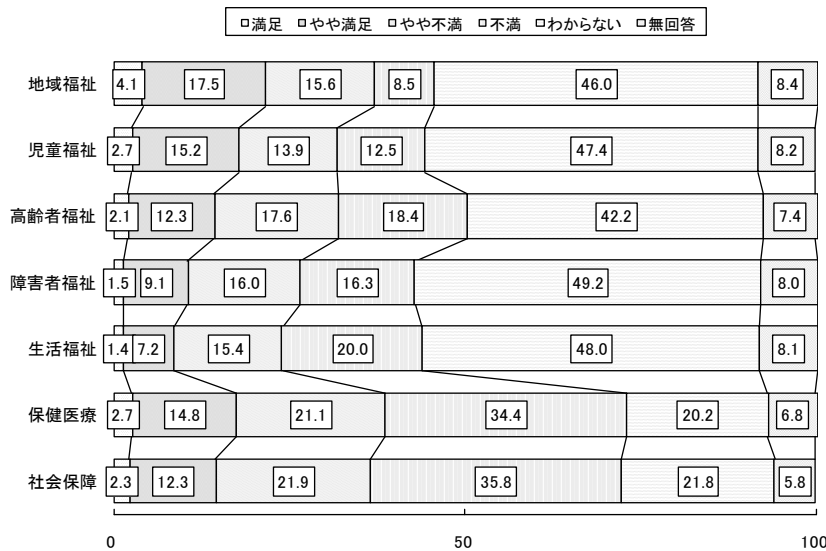 □満足 □やや満足 □やや不満 □不満 □わからない □無回答
地域福祉 4.1 17.5 15.6 8.5 46.0 8.4
児童福祉 2.7 15.2 13.9 12.5 47.4 8.2
高齢者福祉 2.1 12.3 17.6 18.4 42.2 7.4
障害者福祉 1.5 9.1 16.0 16.3 49.2 8.0
生活福祉 1.4 7.2 15.4 20.0 48.0 8.1
保健医療 2.7 14.8 21.1 34.4 20.2 6.8
社会保障 2.3 12.3 21.9 35.8 21.8 5.8
0 50 100